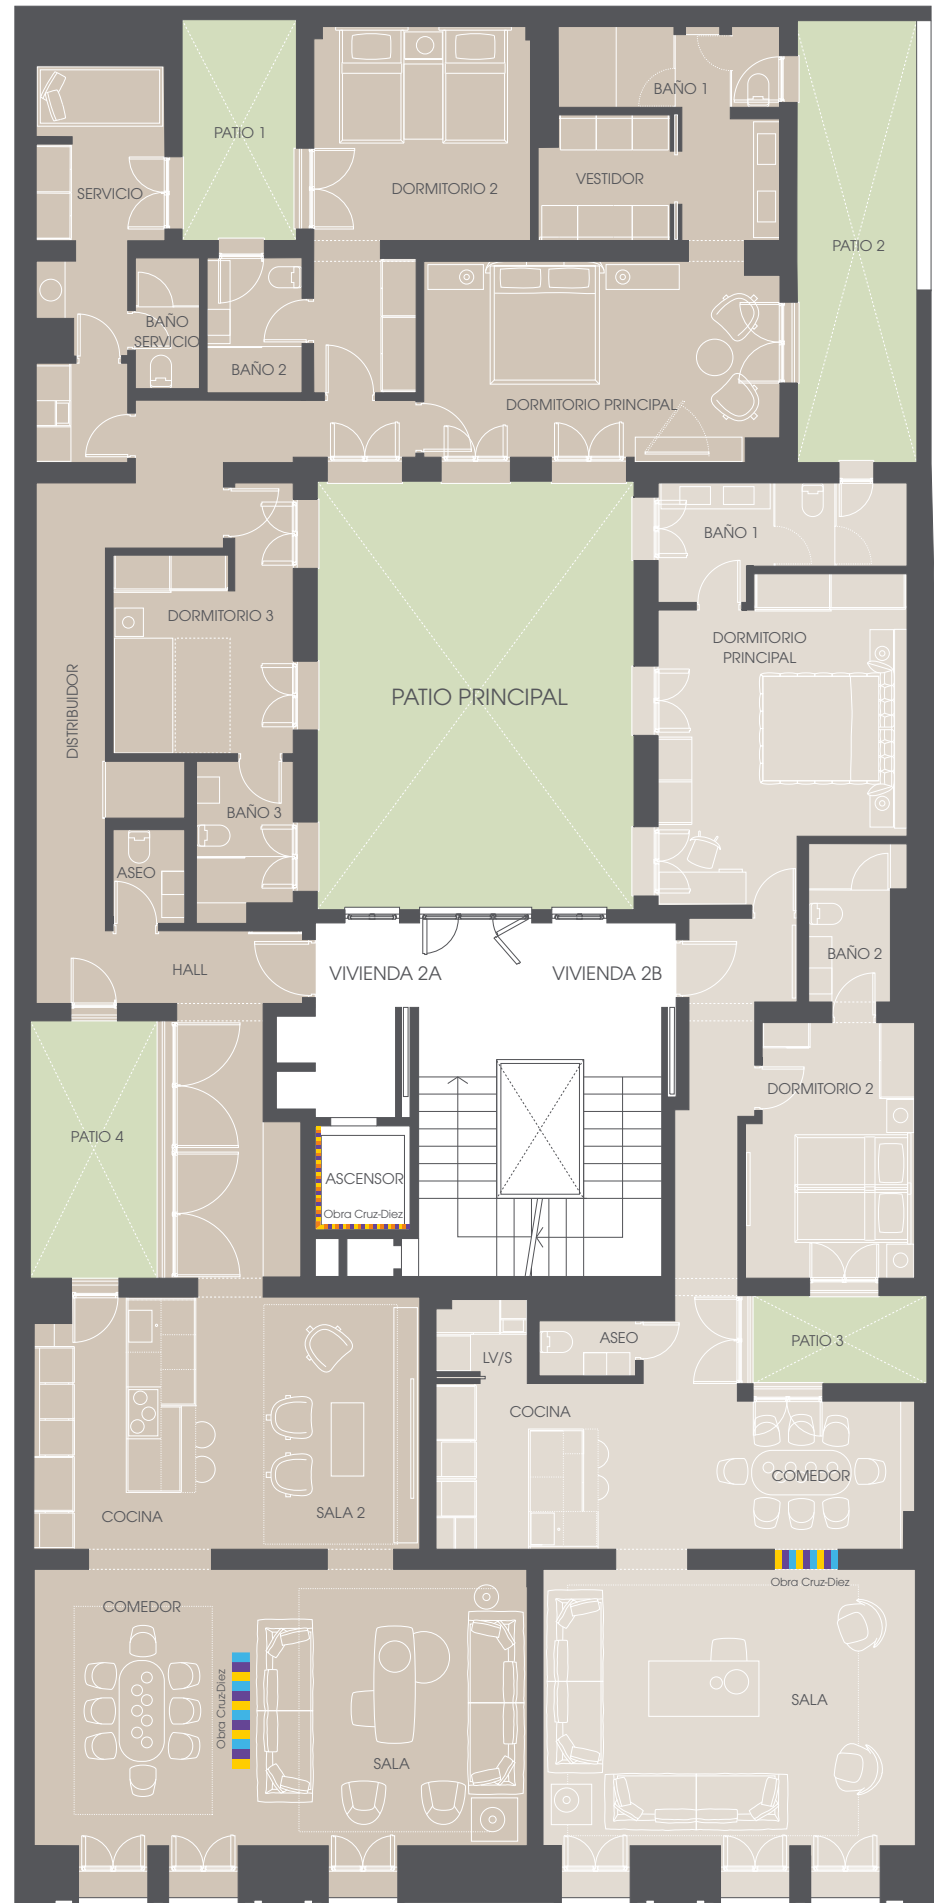 BAÑO 1
PATIO 1
VESTIDOR
DORMITORIO 2
SERVICIO
PATIO 2
BAÑO
SERVICIO
BAÑO 2
DORMITORIO PRINCIPAL
BAÑO 1
DORMITORIO 3
DORMITORIO
PRINCIPAL
PATIO PRINCIPAL
DISTRIBUIDOR
BAÑO 3
ASEO
BAÑO 2
HALL
VIVIENDA 2A
VIVIENDA 2B
DORMITORIO 2
PATIO 4
ASCENSOR
Obra Cruz-Diez
ASEO
PATIO 3
LV/S
COCINA
COMEDOR
SALA 2
COCINA
Obra Cruz-Diez
COMEDOR
Obra Cruz-Diez
SALA
SALA